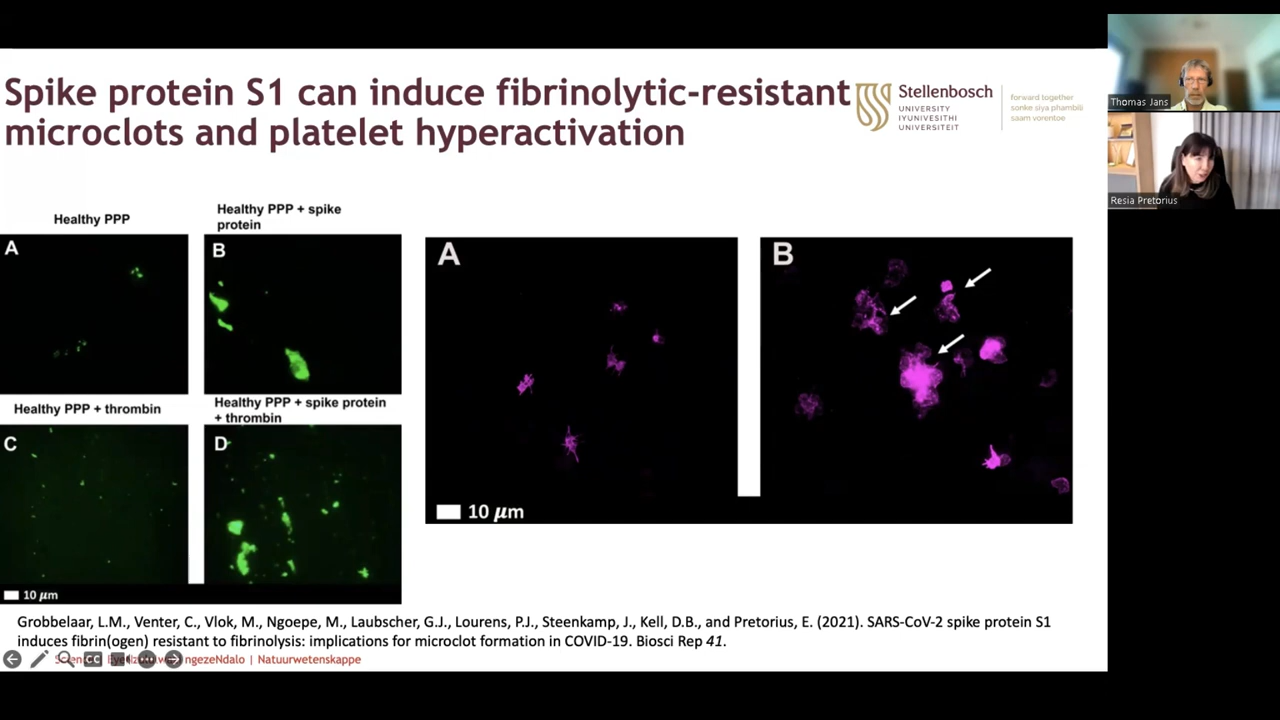 Spike protein S1 can induce fibrinolytic-resistant
microclots and platelet hyperactivation
Stellenbosch
UNIVERSITY
IYUNIVESITHI
UNIVERSITEIT
forward together
sonke siya phambili
saam vorentoe
Thomas Jans
Resia Pretorius
Healthy PPP
Healthy PPP + spike
protein
A
B
Healthy PPP + thrombin
Healthy PPP + spike protein
+ thrombin
C
D
10 μm
A
B
10 μm
Grobbelaar, L.M., Venter, C., Vlok, M., Ngoepe, M., Laubscher, G.J., Lourens, P.J., Steenkamp, J., Kell, D.B., and Pretorius, E. (2021). SARS-CoV-2 spike protein S1
induces fibrin(ogen) resistant to fibrinolysis: implications for microclot formation in COVID-19. Biosci Rep 41.
CC
ngezeNdalo | Natuurwetenskappe